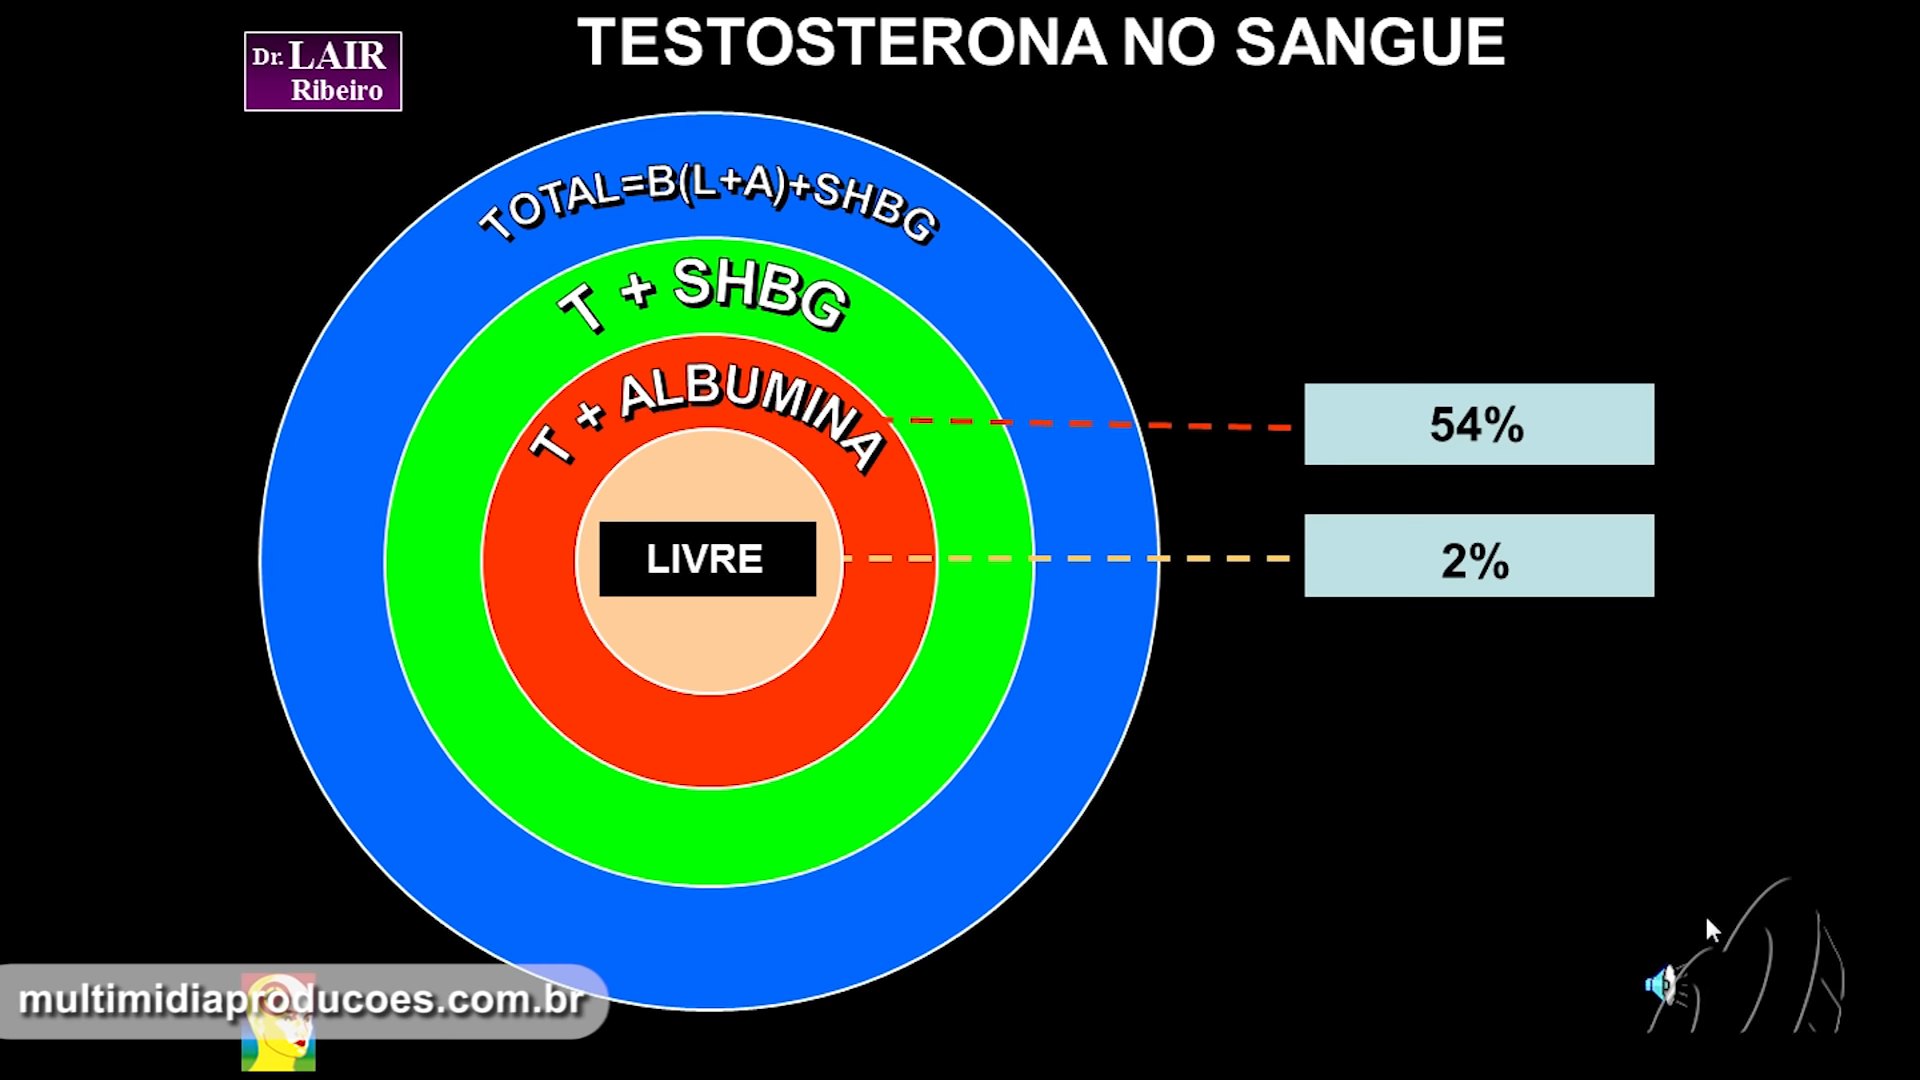 TESTOSTERONA NO SANGUE
Dr. LAIR
Ribeiro
TOTAL=B(L+A)+SHBG
T + SHBG
T + ALBUMINA
54%
LIVRE
2%
multimidiaproducoes.com.br